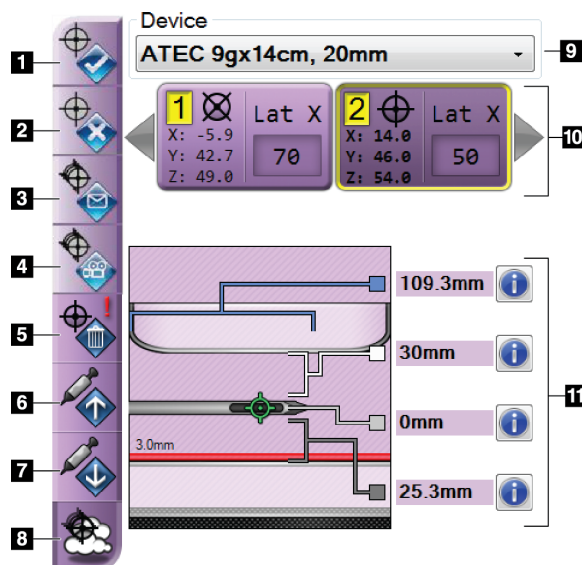 Device
1
ATEC 9gx14cm, 20mm
9
1
Lat X
X: -5.9
Y: 42.7
Z: 49.0
70
2
Lat X
X: 14.0
Y: 46.0
Z: 54.0
50
2
10
3
4
109.3mm
5
!
30mm
6
11
0mm
7
3.0mm
25.3mm
8